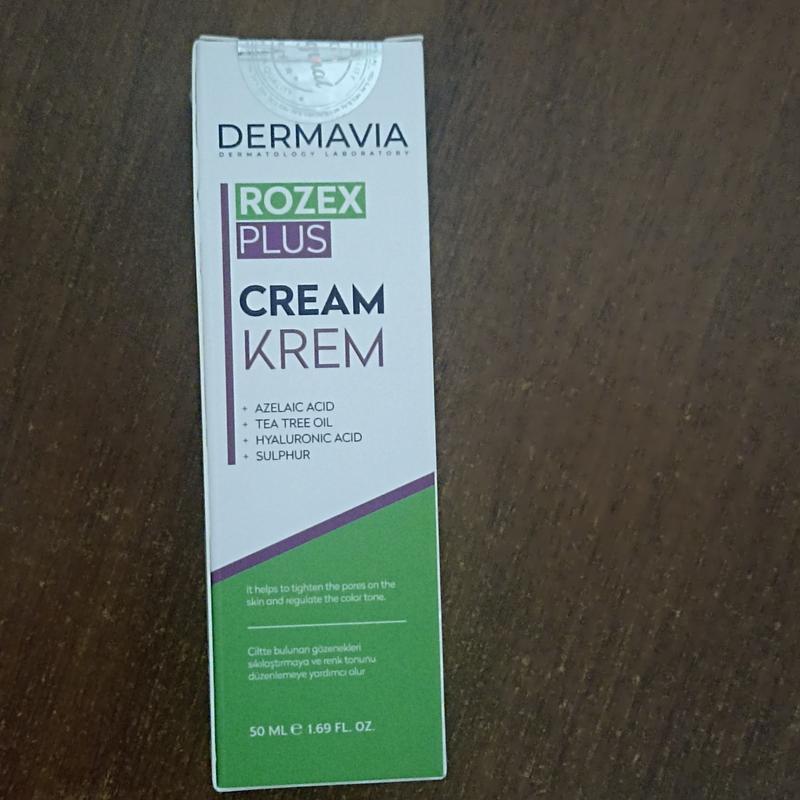 DERMAVIA
DERMATOLOGY LABORATORY
ROZEX
PLUS
CREAM
KREM
+ AZELAIC ACID
+ TEA TREE OIL
+ HYALURONIC ACID
+ SULPHUR
It helps to tighten the pores on the
skin and regulate the color tone.
Ciltte bulunan gözenekleri
sıkılaştırmaya ve renk tonunu
düzenlemeye yardımcı olur
50 ML ℮ 1.69 FL. OZ.